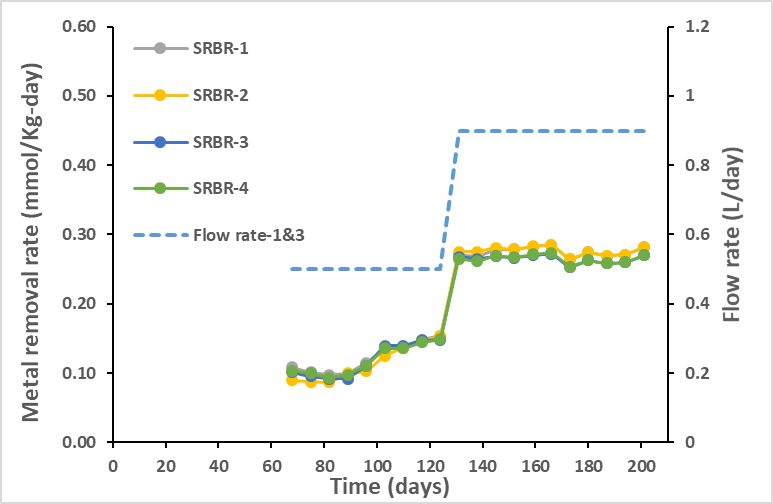 0.60
0.50
0.40
0.30
0.20
0.10
0.00
Metal removal rate (mmol/Kg-day)
SRBR-1
SRBR-2
SRBR-3
SRBR-4
Flow rate-1&3
1.2
1
0.8
0.6
0.4
0.2
0
Flow rate (L/day)
0 20 40 60 80 100 120 140 160 180 200
Time (days)